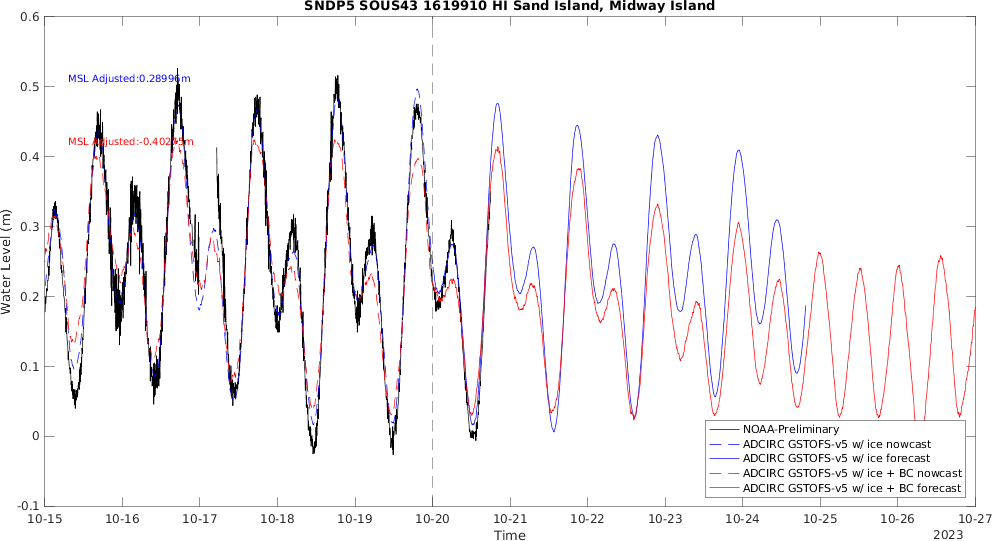 SNDP5 SOUS43 1619910 HI Sand Island, Midway Island
0.6
0.5
0.4
0.3
0.2
0.1
0
-0.1
Water Level (m)
MSL Adjusted:0.28996m
MSL Adjusted:-0.40275m
NOAA-Preliminary
ADCIRC GSTOFS-v5 w/ ice nowcast
ADCIRC GSTOFS-v5 w/ ice forecast
ADCIRC GSTOFS-v5 w/ ice + BC nowcast
ADCIRC GSTOFS-v5 w/ ice + BC forecast
10-15 10-16 10-17 10-18 10-19 10-20 10-21 10-22 10-23 10-24 10-25 10-26 10-27
Time
2023